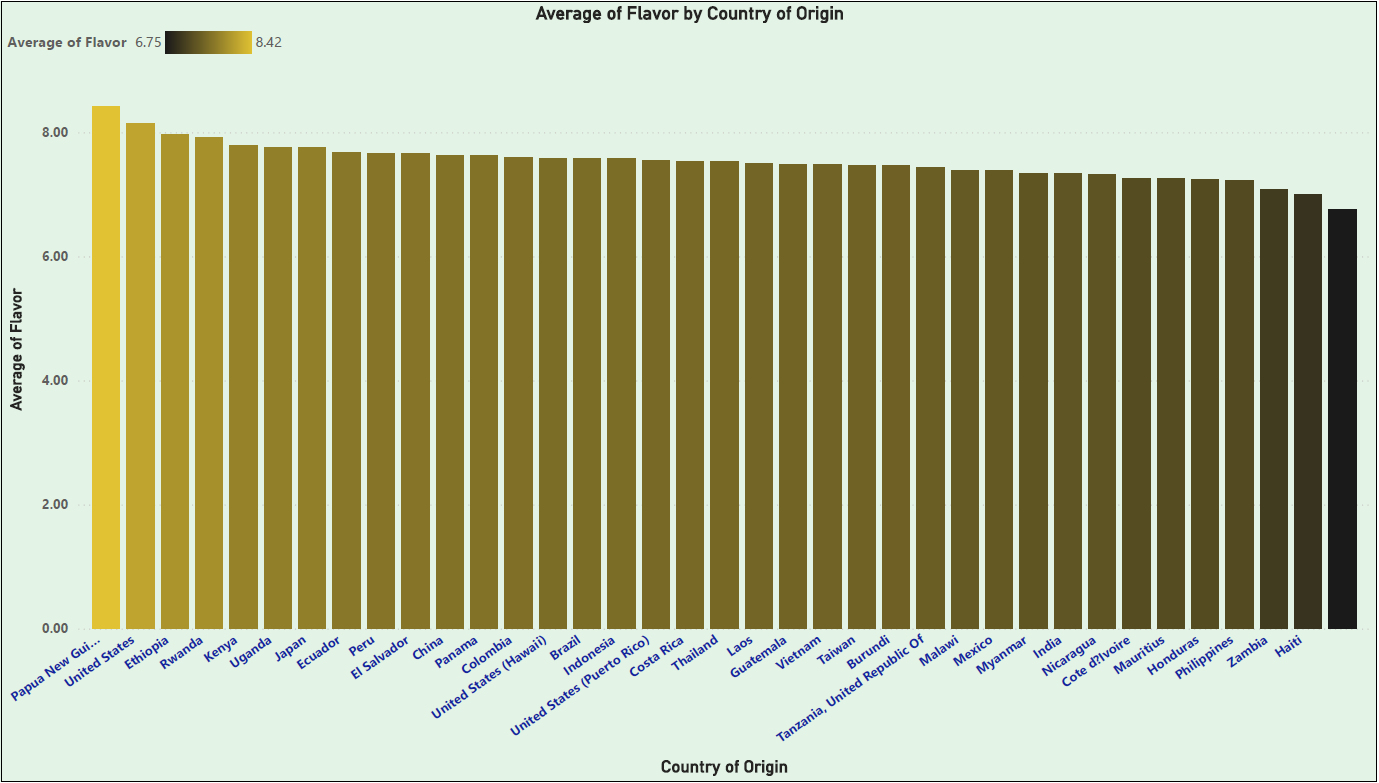 Average of Flavor by Country of Origin
Average of Flavor 6.75 8.42
8.00
6.00
4.00
2.00
0.00
Average of Flavor
Papua New Gui...
United States
Ethiopia
Rwanda
Kenya
Uganda
Japan
Ecuador
Peru
El Salvador
China
Panama
Colombia
United States (Hawaii)
Brazil
Indonesia
United States (Puerto Rico)
Costa Rica
Thailand
Laos
Guatemala
Vietnam
Taiwan
Burundi
Tanzania, United Republic Of
Malawi
Mexico
Myanmar
India
Nicaragua
Cote d?Ivoire
Mauritius
Honduras
Philippines
Zambia
Haiti
Country of Origin